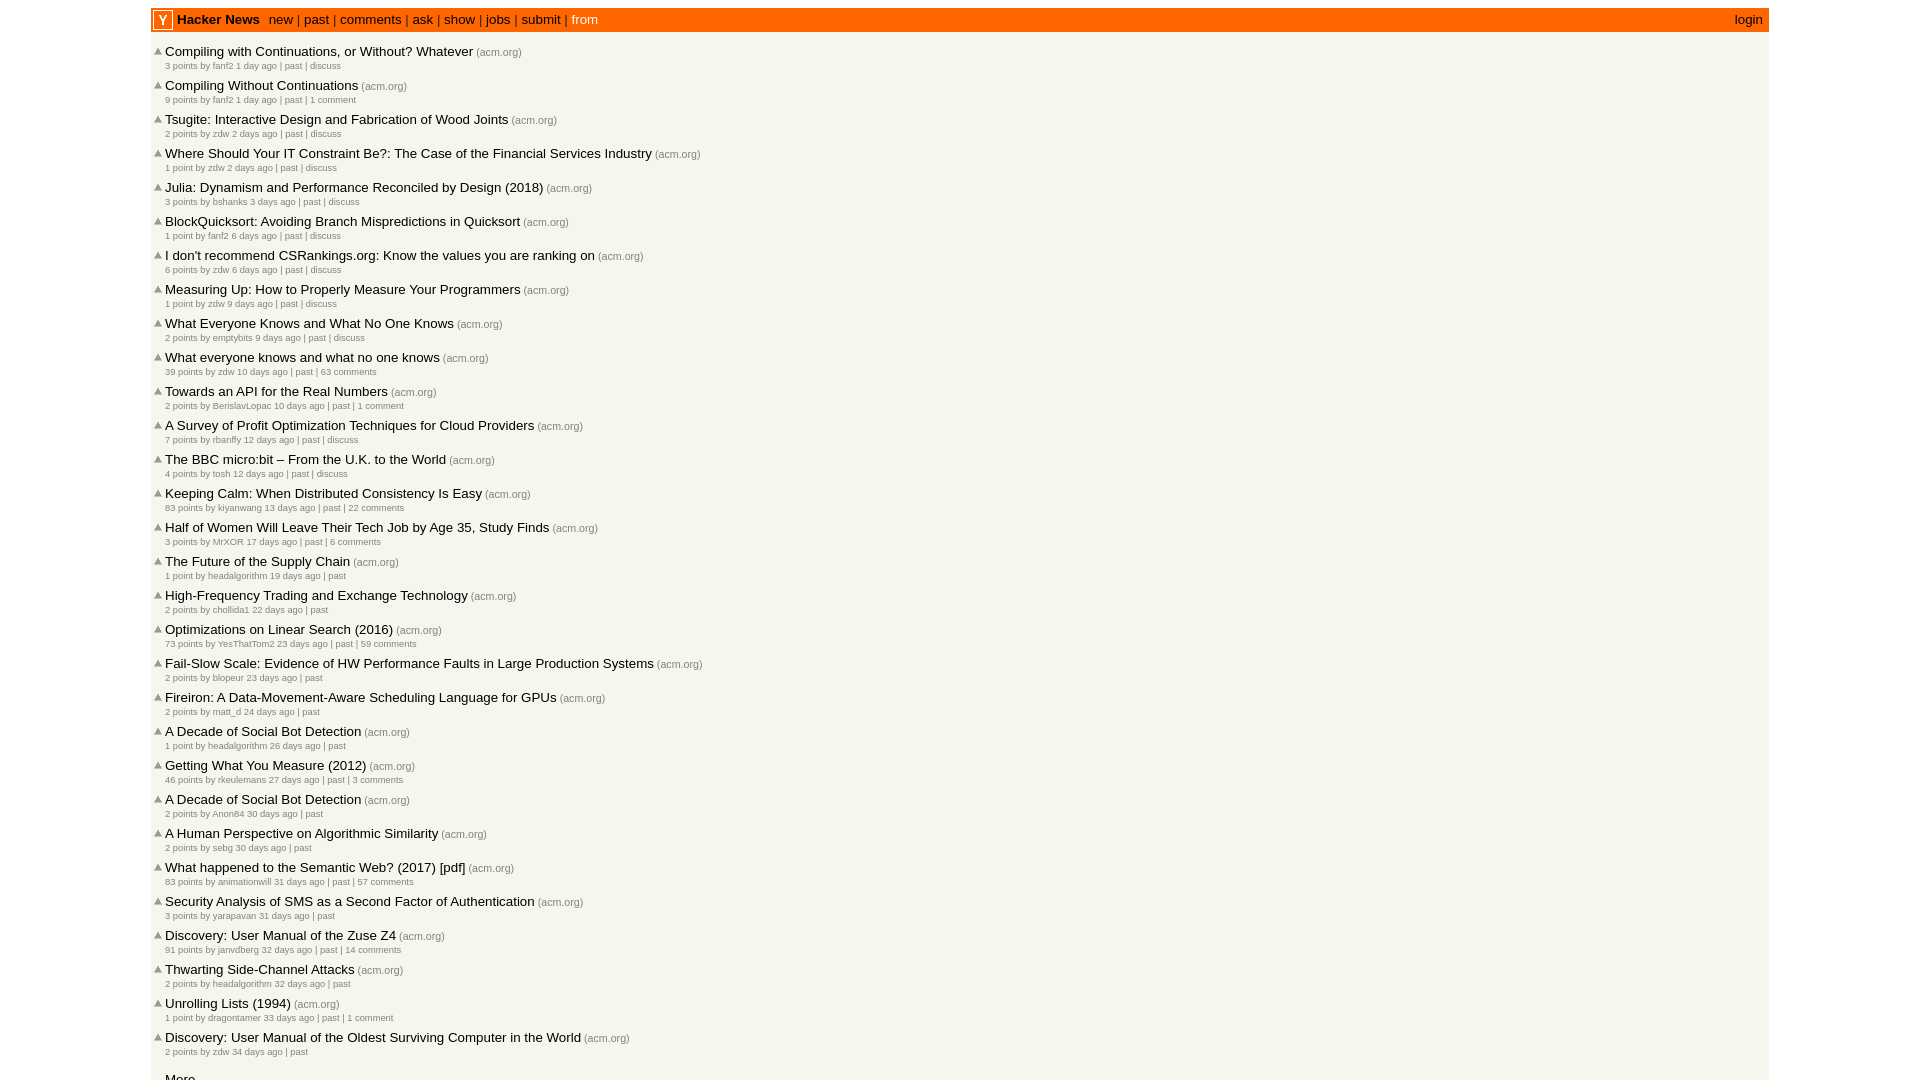 Y Hacker News new | past | comments | ask | show | jobs | submit | from login
Compiling with Continuations, or Without? Whatever (acm.org)
3 points by fanf2 1 day ago | past | discuss
Compiling Without Continuations (acm.org)
9 points by fanf2 1 day ago | past | 1 comment
Tsugite: Interactive Design and Fabrication of Wood Joints (acm.org)
2 points by zdw 2 days ago | past | discuss
Where Should Your IT Constraint Be?: The Case of the Financial Services Industry (acm.org)
1 point by zdw 2 days ago | past | discuss
Julia: Dynamism and Performance Reconciled by Design (2018) (acm.org)
3 points by bshanks 3 days ago | past | discuss
BlockQuicksort: Avoiding Branch Mispredictions in Quicksort (acm.org)
1 point by fanf2 6 days ago | past | discuss
I don't recommend CSRankings.org: Know the values you are ranking on (acm.org)
6 points by zdw 6 days ago | past | discuss
Measuring Up: How to Properly Measure Your Programmers (acm.org)
1 point by zdw 9 days ago | past | discuss
What Everyone Knows and What No One Knows (acm.org)
2 points by emptybits 9 days ago | past | discuss
What everyone knows and what no one knows (acm.org)
39 points by zdw 10 days ago | past | 63 comments
Towards an API for the Real Numbers (acm.org)
2 points by BerislavLopac 10 days ago | past | 1 comment
A Survey of Profit Optimization Techniques for Cloud Providers (acm.org)
7 points by rbanffy 12 days ago | past | discuss
The BBC micro:bit – From the U.K. to the World (acm.org)
4 points by tosh 12 days ago | past | discuss
Keeping Calm: When Distributed Consistency Is Easy (acm.org)
83 points by kiyanwang 13 days ago | past | 22 comments
Half of Women Will Leave Their Tech Job by Age 35, Study Finds (acm.org)
3 points by MrXOR 17 days ago | past | 6 comments
The Future of the Supply Chain (acm.org)
1 point by headalgorithm 19 days ago | past
High-Frequency Trading and Exchange Technology (acm.org)
2 points by chollida1 22 days ago | past
Optimizations on Linear Search (2016) (acm.org)
73 points by YesThatTom2 23 days ago | past | 59 comments
Fail-Slow Scale: Evidence of HW Performance Faults in Large Production Systems (acm.org)
2 points by blopeur 23 days ago | past
Fireiron: A Data-Movement-Aware Scheduling Language for GPUs (acm.org)
2 points by matt_d 24 days ago | past
A Decade of Social Bot Detection (acm.org)
1 point by headalgorithm 26 days ago | past
Getting What You Measure (2012) (acm.org)
46 points by rkeulemans 27 days ago | past | 3 comments
A Decade of Social Bot Detection (acm.org)
2 points by Anon84 30 days ago | past
A Human Perspective on Algorithmic Similarity (acm.org)
2 points by sebg 30 days ago | past
What happened to the Semantic Web? (2017) [pdf] (acm.org)
83 points by animationwill 31 days ago | past | 57 comments
Security Analysis of SMS as a Second Factor of Authentication (acm.org)
3 points by yarapavan 31 days ago | past
Discovery: User Manual of the Zuse Z4 (acm.org)
91 points by janvdberg 32 days ago | past | 14 comments
Thwarting Side-Channel Attacks (acm.org)
2 points by headalgorithm 32 days ago | past
Unrolling Lists (1994) (acm.org)
1 point by dragontamer 33 days ago | past | 1 comment
Discovery: User Manual of the Oldest Surviving Computer in the World (acm.org)
2 points by zdw 34 days ago | past
More